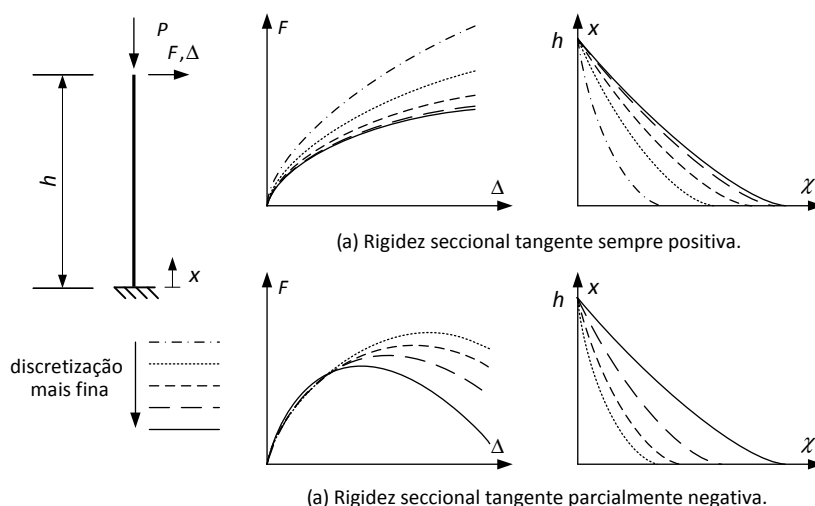 P
F,Δ
h
x
discretização
mais fina
F
Δ
h
x
χ
(a) Rigidez seccional tangente sempre positiva.
F
Δ
h
x
χ
(a) Rigidez seccional tangente parcialmente negativa.